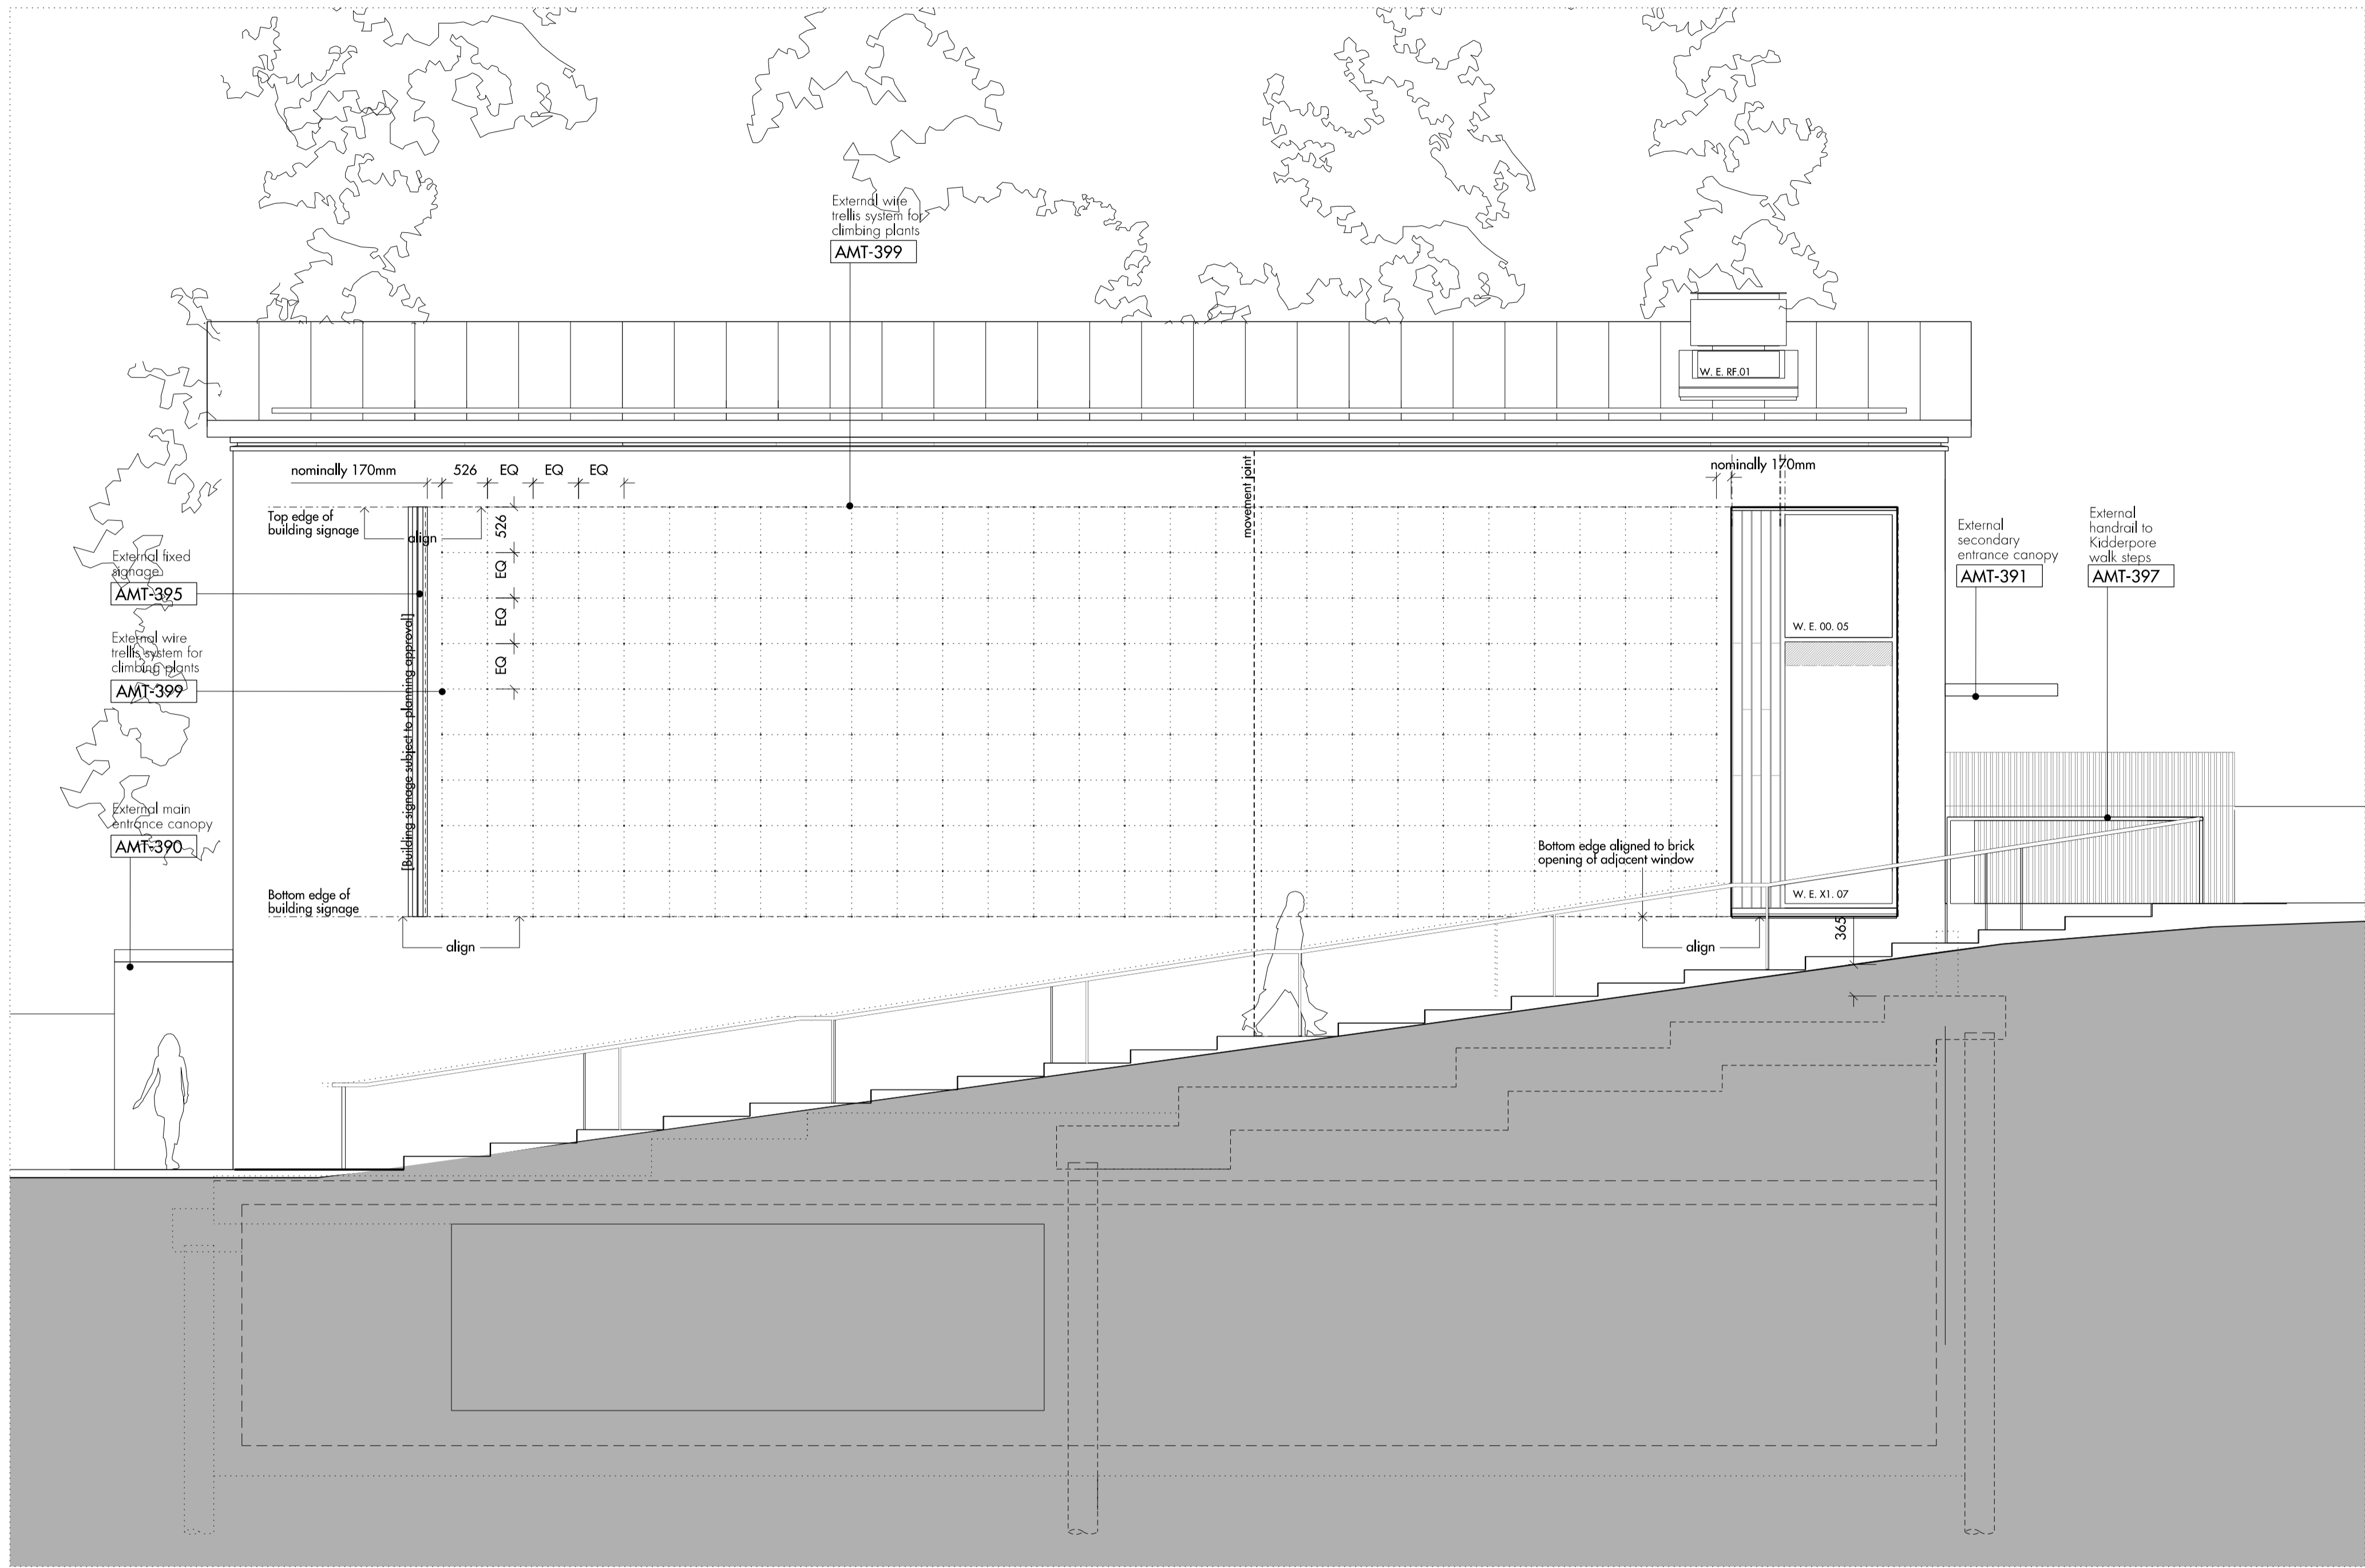 External wire
trellis system for
climbing plants
AMT-399
W. E. RF.01
nominally 170mm
526
EQ
EQ
EQ
movement joint
nominally 170mm
Top edge of
building signage
align
526
EQ
EQ
EQ
External fixed
signage
AMT-395
External wire
trellis system for
climbing plants
AMT-399
[Building signage subject to planning approval]
External main
entrance canopy
AMT-390
Bottom edge of
building signage
align
Bottom edge aligned to brick
opening of adjacent window
align
W. E. 00. 05
W. E. X1. 07
365
External
secondary
entrance canopy
AMT-391
External
handrail to
Kidderpore
walk steps
AMT-397